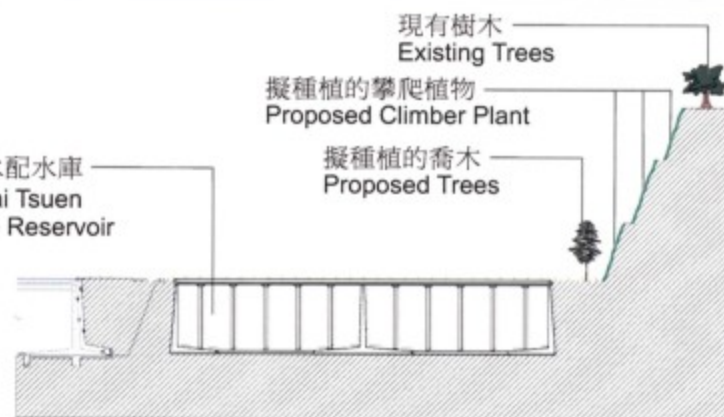 現有樹木
Existing Trees
擬種植的攀爬植物
Proposed Climber Plant
擬種植的喬木
Proposed Trees
配水庫
Tsuen
Reservoir